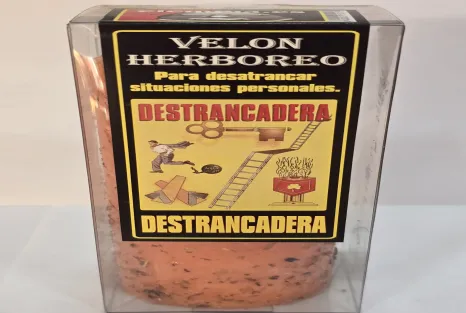 VELON
HERBOREO
Para desatrancar
situaciones personales.
DESTRANCADERA
DESTRANCADERA